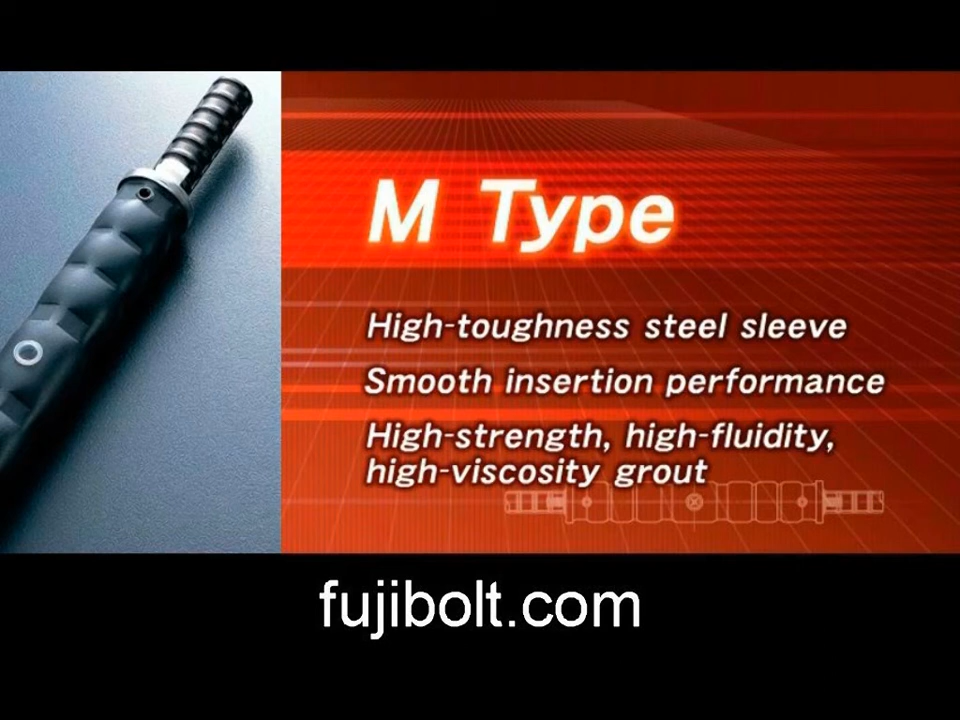 M Type
High-toughness steel sleeve
Smooth insertion performance
High-strength, high-fluidity,
high-viscosity grout
fujibolt.com